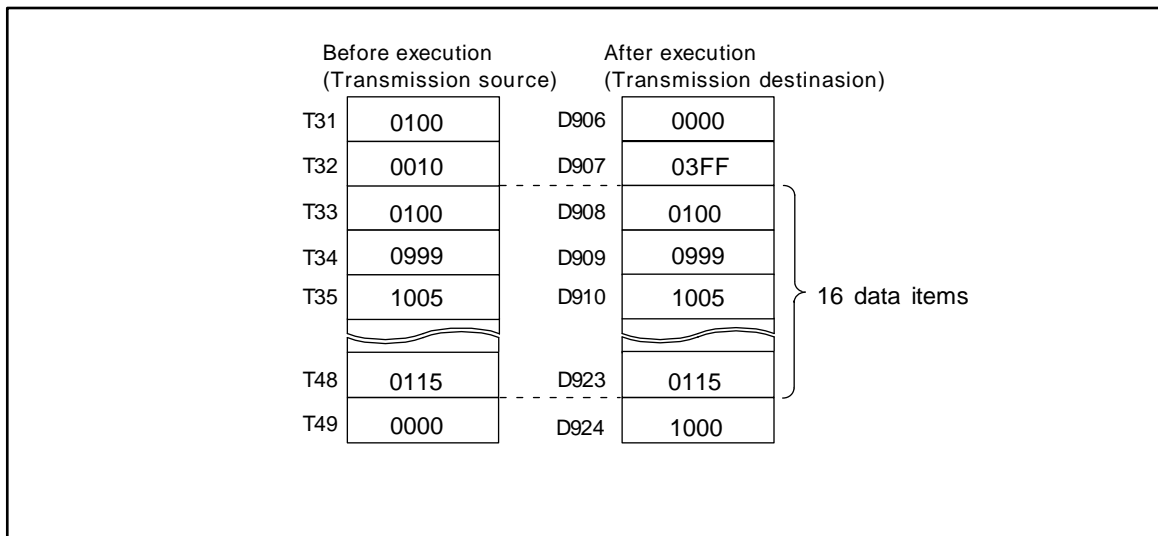 Before execution
(Transmission source)
After execution
(Transmission destinasion)
T31 0100 D906 0000
T32 0010 D907 03FF
T33 0100 D908 0100
T34 0999 D909 0999
T35 1005 D910 1005
16 data items
T48 0115 D923 0115
T49 0000 D924 1000